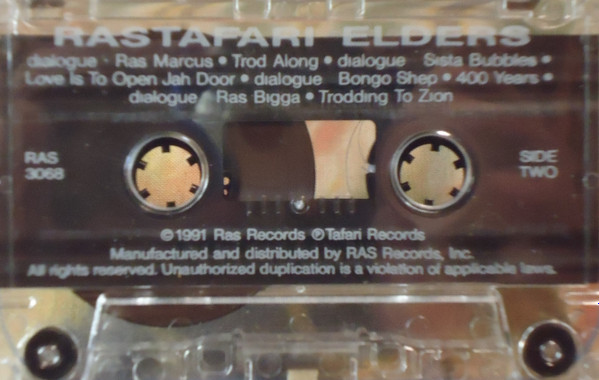 RASTAFARI ELDERS
dialogue · Ras Marcus • Trod Along • dialogue Sista Bubbles •
Love Is To Open Jah Door • dialogue Bongo Shep • 400 Years •
dialogue Ras Bigga • Trodding To Zion
RAS
3068
SIDE
TWO
©1991 Ras Records ℗Tafari Records
Manufactured and distributed by RAS Records, Inc.
All rights reserved. Unauthorized duplication is a violation of applicable laws.